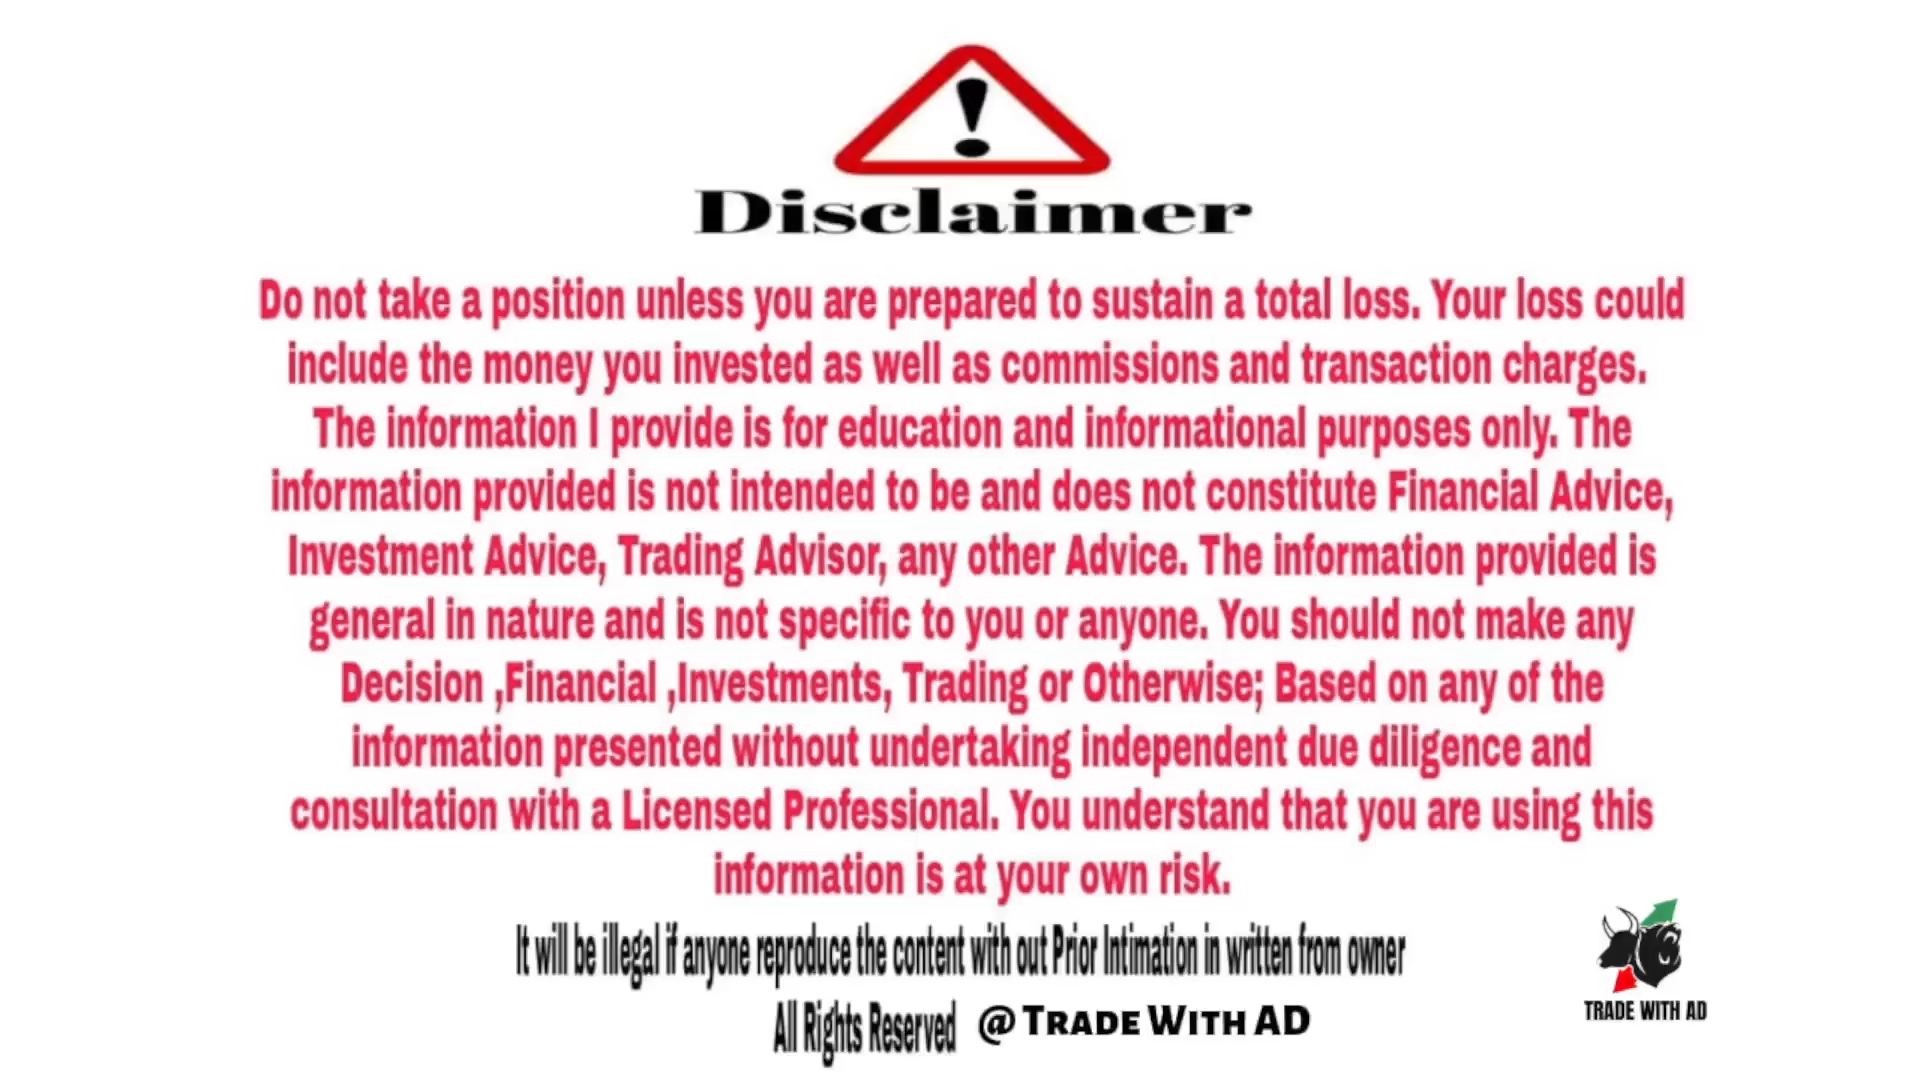 Disclaimer
Do not take a position unless you are prepared to sustain a total loss. Your loss could
include the money you invested as well as commissions and transaction charges.
The information I provide is for education and informational purposes only. The
information provided is not intended to be and does not constitute Financial Advice,
Investment Advice, Trading Advisor, any other Advice. The information provided is
general in nature and is not specific to you or anyone. You should not make any
Decision ,Financial ,Investments, Trading or Otherwise; Based on any of the
information presented without undertaking independent due diligence and
consultation with a Licensed Professional. You understand that you are using this
information is at your own risk.
It will be illegal if anyone reproduce the content with out Prior Intimation in written from owner
All Rights Reserved @ Trade With AD
TRADE WITH AD